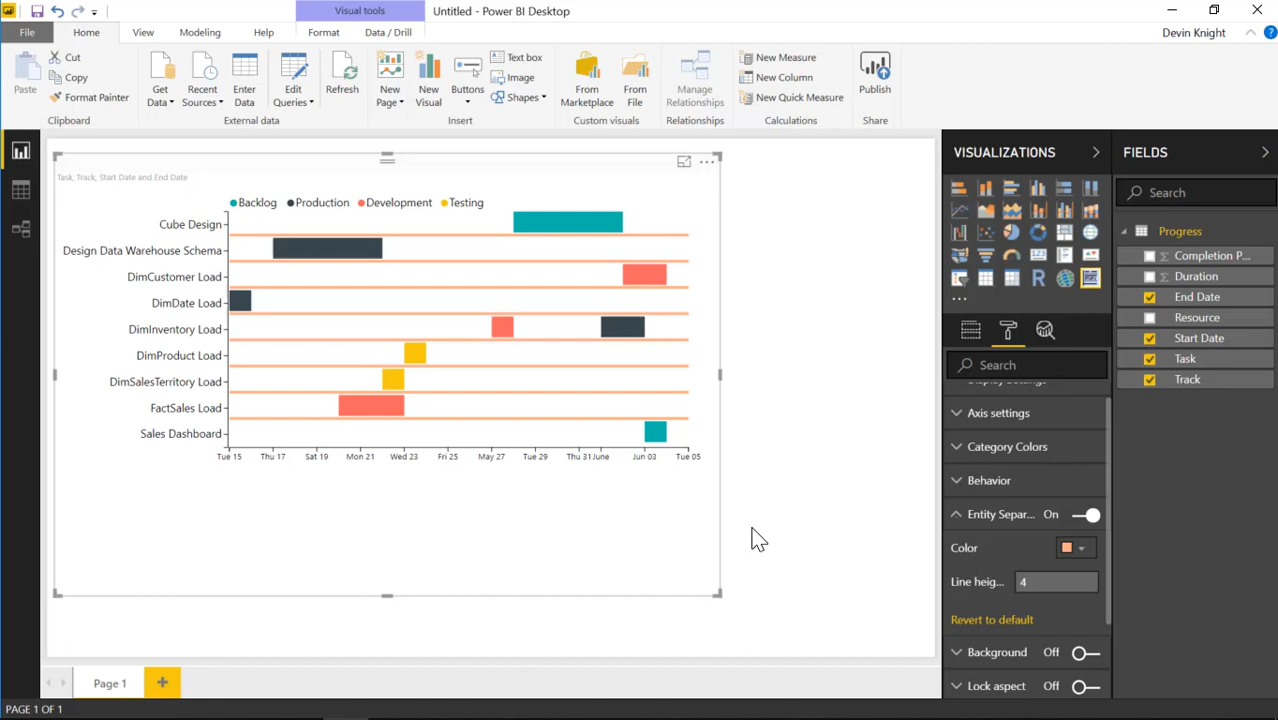 Visual tools
Untitled - Power BI Desktop
File
Home
View
Modeling
Help
Format
Data / Drill
Devin Knight
Paste
Cut
Copy
Format Painter
Clipboard
Get Data
Recent Sources
Enter Data
Edit Queries
Refresh
External data
New Page
New Visual
Buttons
Text box
Image
Shapes
Insert
From Marketplace
From File
Custom visuals
Manage Relationships
Relationships
New Measure
New Column
New Quick Measure
Calculations
Publish
Share
Task, Track, Start Date and End Date
Backlog Production Development Testing
Cube Design
Design Data Warehouse Schema
DimCustomer Load
DimDate Load
DimInventory Load
DimProduct Load
DimSalesTerritory Load
FactSales Load
Sales Dashboard
Tue 15 Thu 17 Sat 19 Mon 21 Wed 23 Fri 25 May 27 Tue 29 Thu 31 June Jun 03 Tue 05
VISUALIZATIONS
R
Search
Display Settings
Axis settings
Category Colors
Behavior
Entity Separ... On
Color
Line heig... 4
Revert to default
Background Off
Lock aspect Off
FIELDS
Search
Progress
Completion P...
Duration
End Date
Resource
Start Date
Task
Track
Page 1
PAGE 1 OF 1